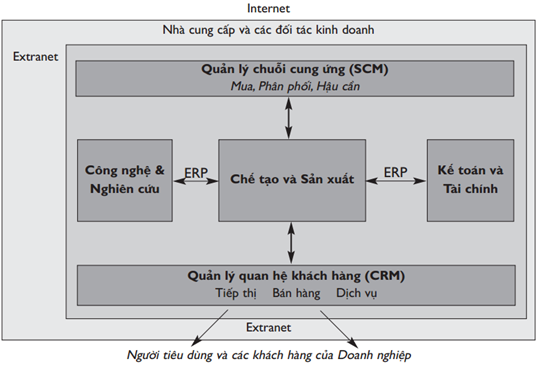 Internet
Nhà cung cấp và các đối tác kinh doanh
Extranet
Quản lý chuỗi cung ứng (SCM)
Mua, Phân phối, Hậu cần
Công nghệ &
Nghiên cứu
ERP
Chế tạo và Sản xuất
ERP
Kế toán và
Tài chính
Quản lý quan hệ khách hàng (CRM)
Tiếp thị Bán hàng Dịch vụ
Extranet
Người tiêu dùng và các khách hàng của Doanh nghiệp